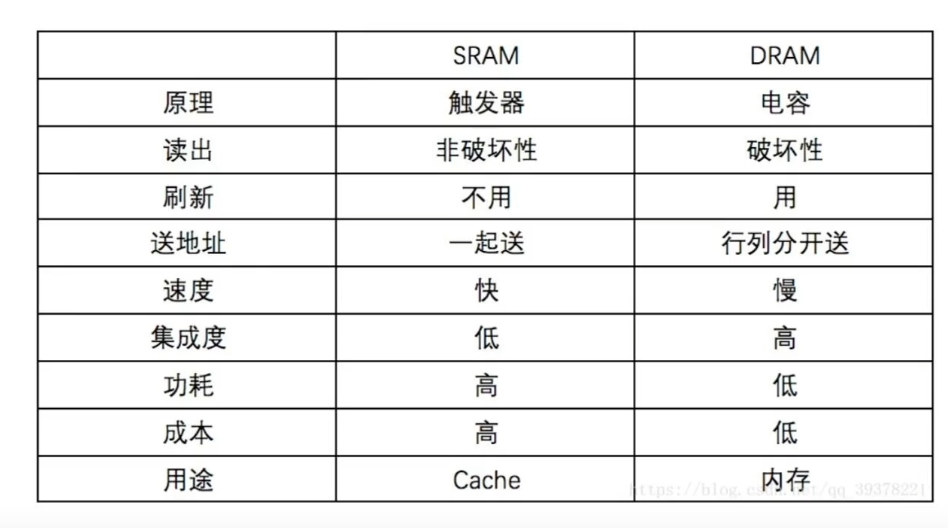 SRAM DRAM
原理 触发器 电容
读出 非破坏性 破坏性
刷新 不用 用
送地址 一起送 行列分开送
速度 快 慢
集成度 低 高
功耗 高 低
成本 高 低
用途 Cache 内存
https://blog.csdn.net/qq_39378221